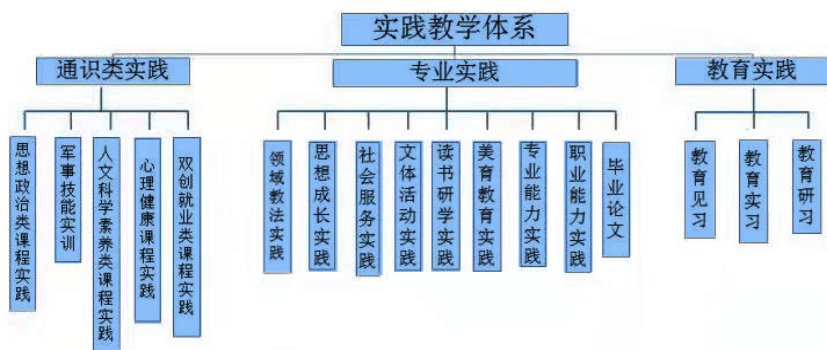 实践教学体系
通识类实践
专业实践
教育实践
思想政治类课程实践
军事技能实训
人文科学素养类课程实践
心理健康课程实践
双创就业类课程实践
领域教法实践
思想成长实践
社会服务实践
文体活动实践
读书研学实践
美育教育实践
专业能力实践
职业能力实践
毕业论文
教育见习
教育实习
教育研习